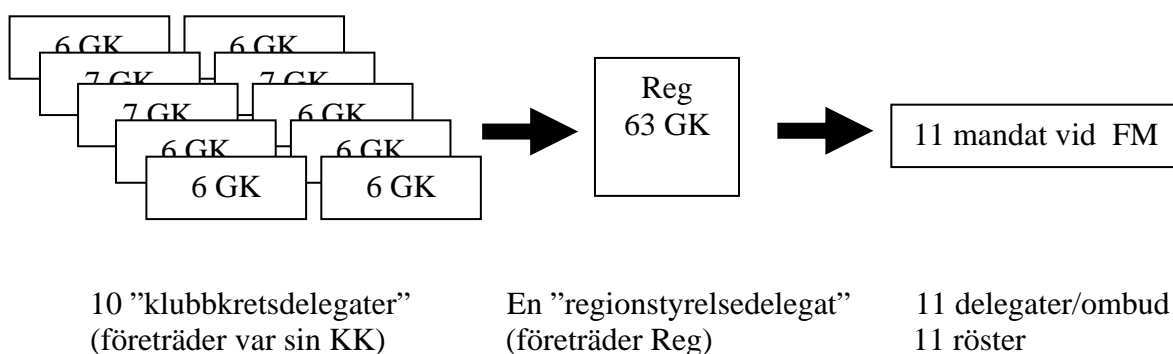 6 GK 6 GK
7 GK 7 GK
7 GK 6 GK
6 GK 6 GK
6 GK 6 GK
Reg
63 GK
11 mandat vid FM
10 ”klubbkretsdelegater”
(företräder var sin KK)
En ”regionstyrelsedelegat”
(företräder Reg)
11 delegater/ombud
11 röster